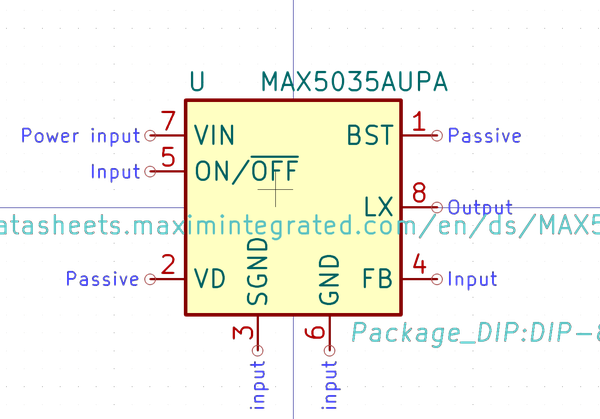 U MAX5035AUPA
7 1
Power input VIN BST Passive
5
Input ON/OFF
8
LX Output
atasheets.maximintegrated.com/en/ds/MAX5
2 4
Passive VD SGND GND FB Input
3 6
Package_DIP:DIP-8
input input